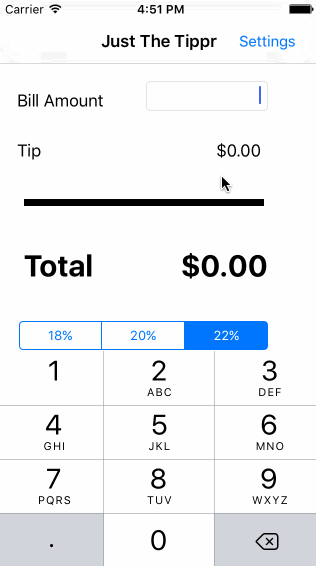 Carrier 4:51 PM
Just The Tippr Settings
Bill Amount
Tip $0.00
Total $0.00
18% 20% 22%
1 2 3
ABC DEF
4 5 6
GHI JKL MNO
7 8 9
PQRS TUV WXYZ
. 0